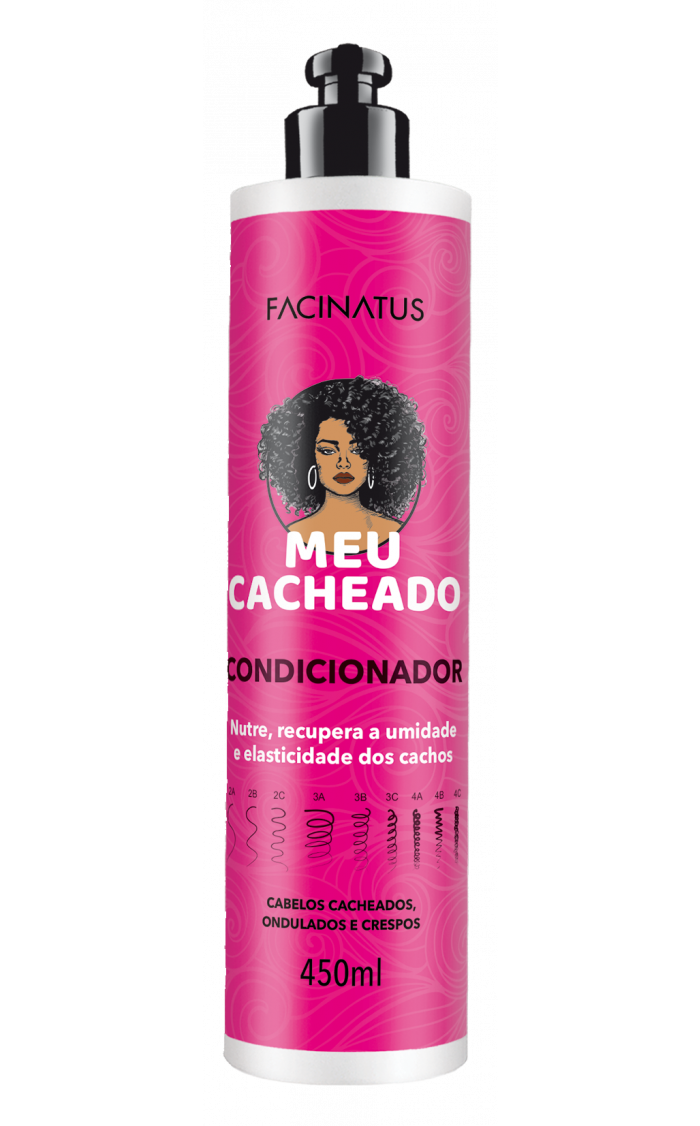 FACINATUS
MEU
CACHEADO
CONDICIONADOR
Nutre, recupera a umidade
e elasticidade dos cachos
2A 2B 2C 3A 3B 3C 4A 4B 4C
CABELOS CACHEADOS,
ONDULADOS E CRESPOS
450ml